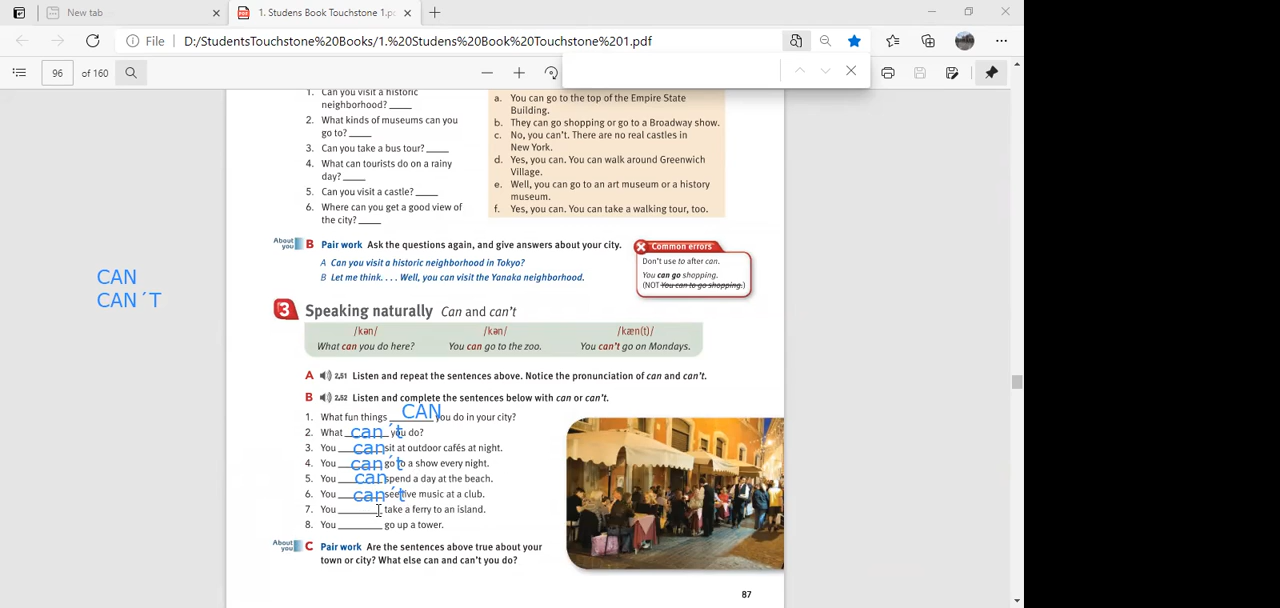 New tab
1. Studens Book Touchstone 1.pc
File D:/StudentsTouchstone%20Books/1.%20Studens%20Book%20Touchstone%201.pdf
96 of 160
1. Can you visit a historic
neighborhood? ____
2. What kinds of museums can you
go to? ____
3. Can you take a bus tour? ____
4. What can tourists do on a rainy
day? ____
5. Can you visit a castle? ____
6. Where can you get a good view of
the city? ____
a. You can go to the top of the Empire State
Building.
b. They can go shopping or go to a Broadway show.
c. No, you can't. There are no real castles in
New York.
d. Yes, you can. You can walk around Greenwich
Village.
e. Well, you can go to an art museum or a history
museum.
f. Yes, you can. You can take a walking tour, too.
About you
B Pair work Ask the questions again, and give answers about your city.
A Can you visit a historic neighborhood in Tokyo?
B Let me think. . . . Well, you can visit the Yanaka neighborhood.
Common errors
Don't use to after can.
You can go shopping.
(NOT You can to go shopping.)
CAN
CAN´T
3 Speaking naturally Can and can't
/kən/ /kən/ /kæn(t)/
What can you do here? You can go to the zoo. You can't go on Mondays.
A 2.51 Listen and repeat the sentences above. Notice the pronunciation of can and can't.
B 2.52 Listen and complete the sentences below with can or can't.
1. What fun things CAN you do in your city?
2. What can´t you do?
3. You can sit at outdoor cafés at night.
4. You can´t go to a show every night.
5. You can spend a day at the beach.
6. You can´t see live music at a club.
7. You ________ take a ferry to an island.
8. You ________ go up a tower.
About you
C Pair work Are the sentences above true about your
town or city? What else can and can't you do?
87